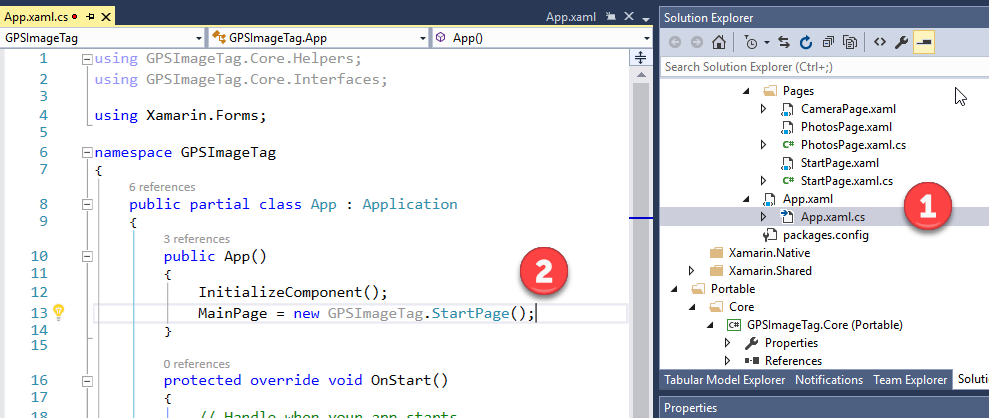 App.xaml.cs
App.xaml
GPSImageTag
GPSImageTag.App
App()
1 using GPSImageTag.Core.Helpers;
2 using GPSImageTag.Core.Interfaces;
3
4 using Xamarin.Forms;
5
6 namespace GPSImageTag
7 {
6 references
8 public partial class App : Application
9 {
3 references
10 public App()
11 {
12 InitializeComponent();
13 MainPage = new GPSImageTag.StartPage();
14 }
15
0 references
16 protected override void OnStart()
17 {
18 // Handle when your app starts
2
Solution Explorer
Search Solution Explorer (Ctrl+;)
Pages
CameraPage.xaml
PhotosPage.xaml
C# PhotosPage.xaml.cs
StartPage.xaml
C# StartPage.xaml.cs
App.xaml
App.xaml.cs
1
packages.config
Xamarin.Native
Xamarin.Shared
Portable
Core
C# GPSImageTag.Core (Portable)
Properties
References
Tabular Model Explorer Notifications Team Explorer Soluti
Properties